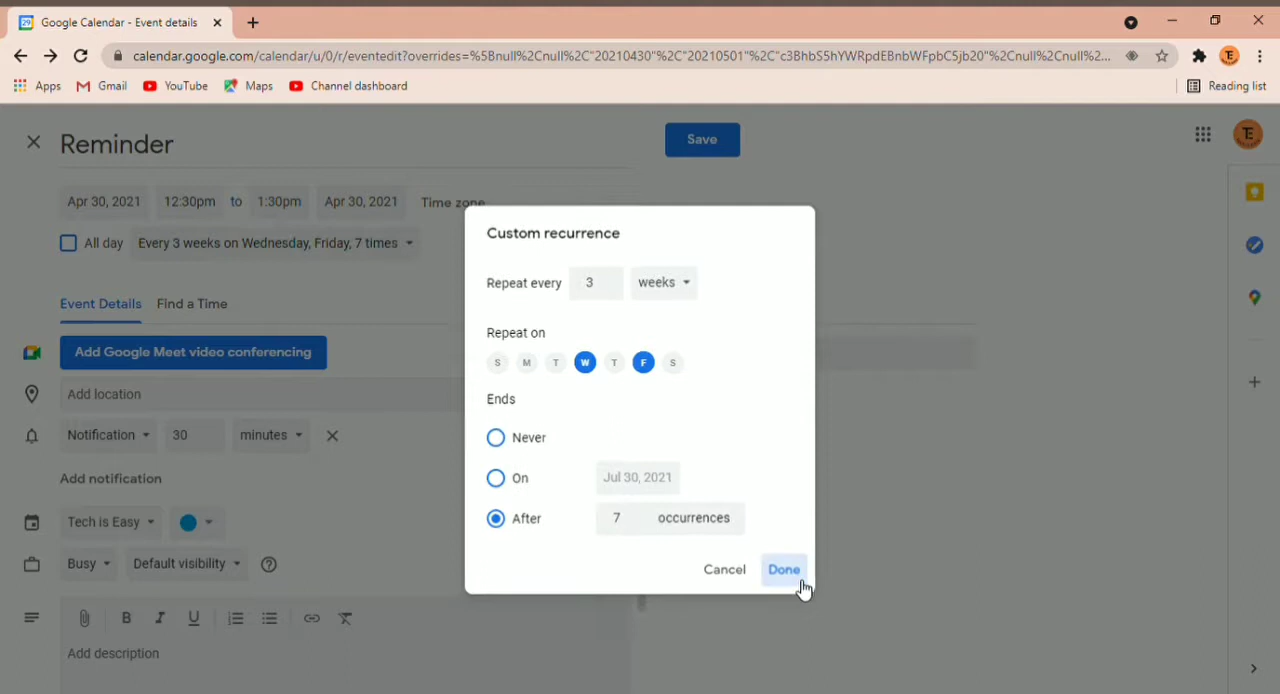 Google Calendar - Event details
calendar.google.com/calendar/u/0/r/eventedit?overrides=%5Bnull%2Cnull%2C"20210430"%2C"20210501"%2C"c3BhbS5hYWRpdEBnbWFpbC5jb20"%2Cnull%2Cnull%2C...
Apps Gmail YouTube Maps Channel dashboard Reading list
Reminder Save
TE
Apr 30, 2021 12:30pm to 1:30pm Apr 30, 2021 Time zone
All day Every 3 weeks on Wednesday, Friday, 7 times
Event Details Find a Time
Add Google Meet video conferencing
Add location
Notification 30 minutes
Add notification
Tech is Easy
Busy Default visibility
B I U
Add description
Custom recurrence
Repeat every 3 weeks
Repeat on
S M T W T F S
Ends
Never
On Jul 30, 2021
After 7 occurrences
Cancel Done